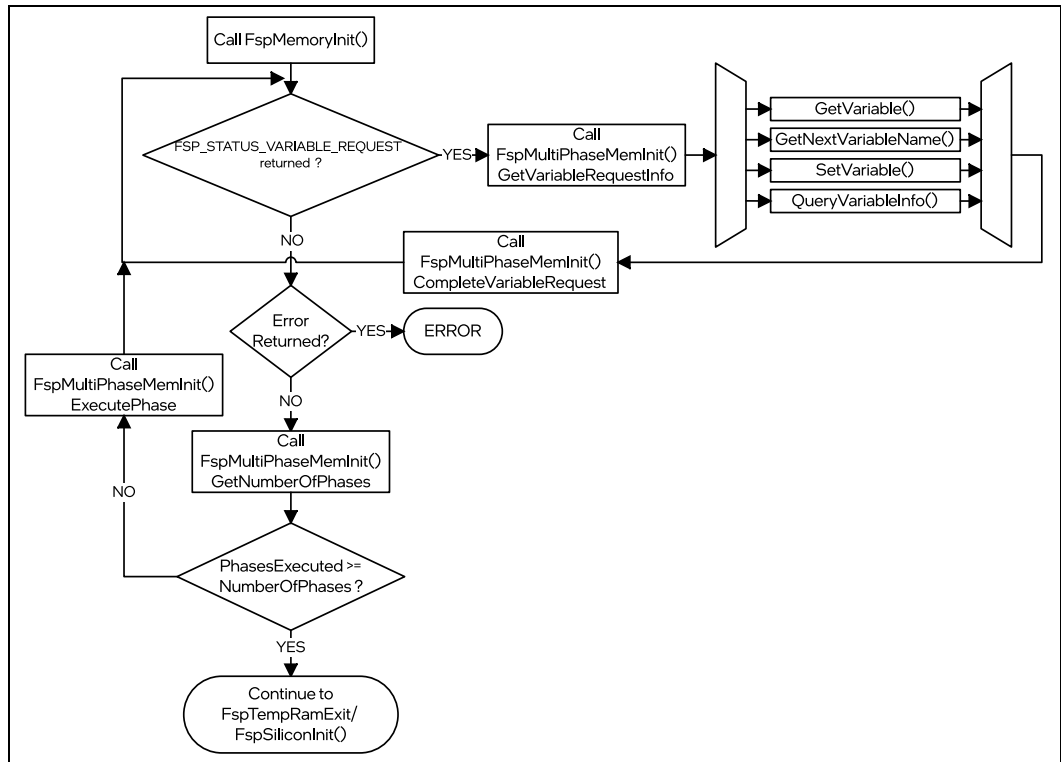 Call FspMemoryInit()
FSP_STATUS_VARIABLE_REQUEST
returned ?
YES
Call
FspMultiPhaseMemInit()
GetVariableRequestInfo
GetVariable()
GetNextVariableName()
SetVariable()
QueryVariableInfo()
NO
Call
FspMultiPhaseMemInit()
CompleteVariableRequest
Error
Returned?
YES
ERROR
Call
FspMultiPhaseMemInit()
ExecutePhase
NO
Call
FspMultiPhaseMemInit()
GetNumberOfPhases
NO
PhasesExecuted >=
NumberOfPhases ?
YES
Continue to
FspTempRamExit/
FspSiliconInit()